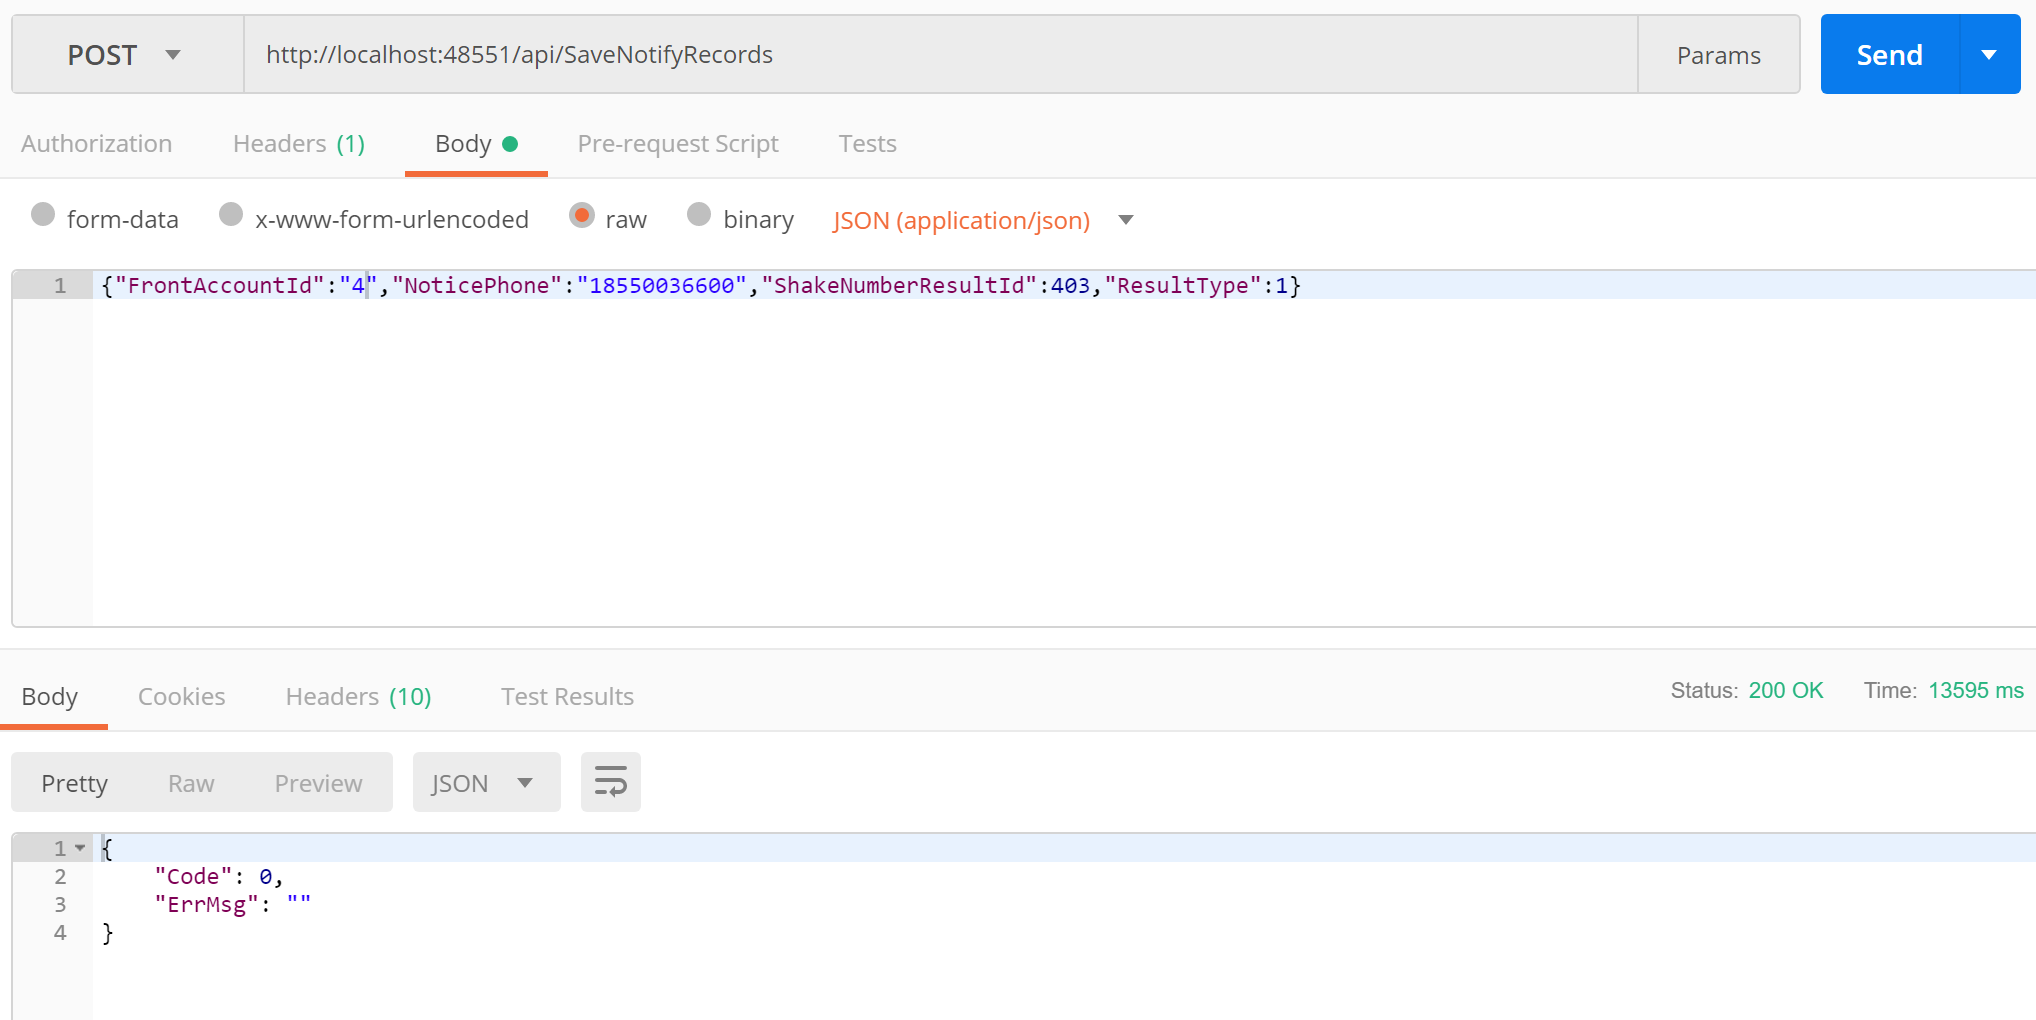 POST http://localhost:48551/api/SaveNotifyRecords Params Send
Authorization Headers (1) Body Pre-request Script Tests
form-data x-www-form-urlencoded raw binary JSON (application/json)
1 {"FrontAccountId":"4","NoticePhone":"18550036600","ShakeNumberResultId":403,"ResultType":1}
Body Cookies Headers (10) Test Results Status: 200 OK Time: 13595 ms
Pretty Raw Preview JSON
1 {
2 "Code": 0,
3 "ErrMsg": ""
4 }